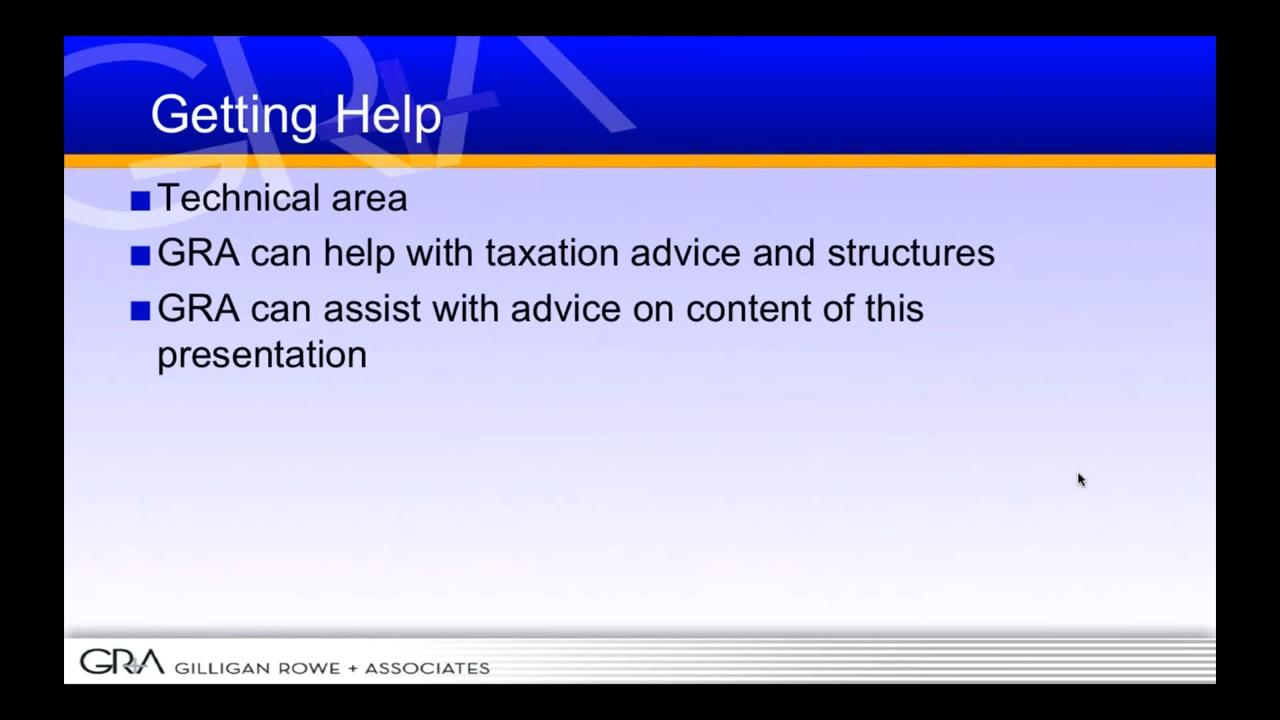 Getting Help
Technical area
GRA can help with taxation advice and structures
GRA can assist with advice on content of this
presentation
GRA GILLIGAN ROWE + ASSOCIATES